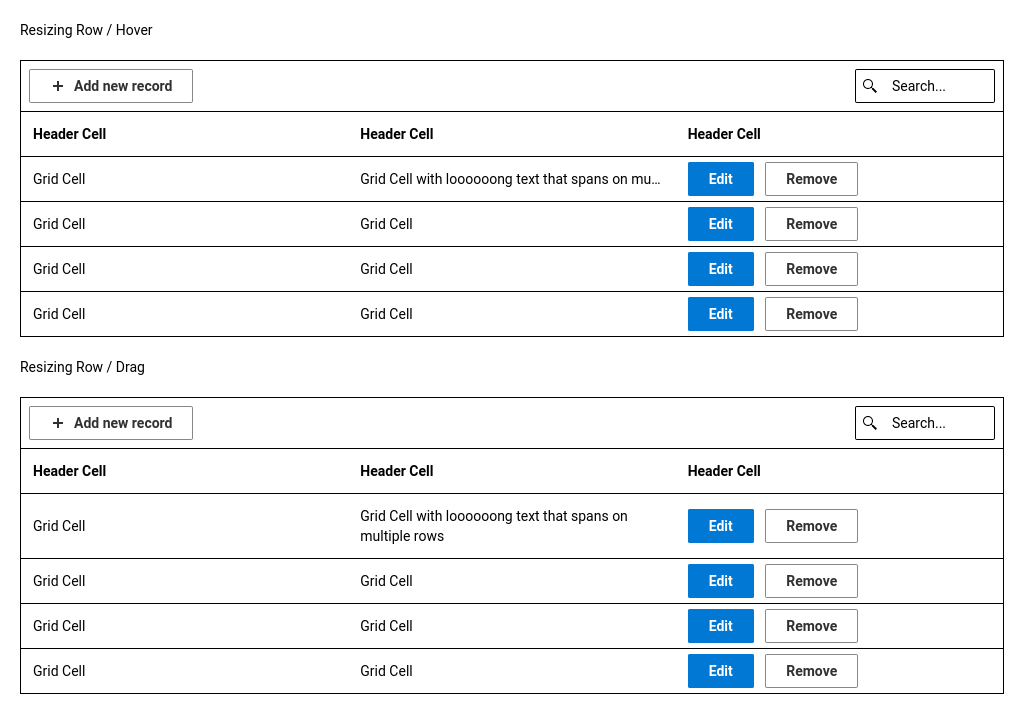 Resizing Row / Hover
Add new record Search...
Header Cell Header Cell Header Cell
Grid Cell Grid Cell with loooooong text that spans on mu... Edit Remove
Grid Cell Grid Cell Edit Remove
Grid Cell Grid Cell Edit Remove
Grid Cell Grid Cell Edit Remove
Resizing Row / Drag
Add new record Search...
Header Cell Header Cell Header Cell
Grid Cell Grid Cell with loooooong text that spans on
multiple rows Edit Remove
Grid Cell Grid Cell Edit Remove
Grid Cell Grid Cell Edit Remove
Grid Cell Grid Cell Edit Remove